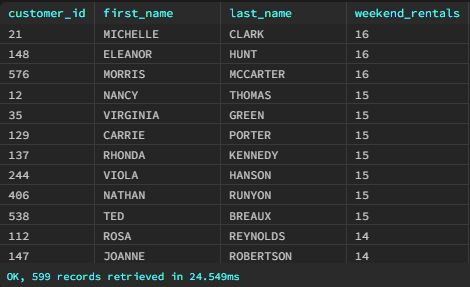 customer_id first_name last_name weekend_rentals
21 MICHELLE CLARK 16
148 ELEANOR HUNT 16
576 MORRIS MCCARTER 16
12 NANCY THOMAS 15
35 VIRGINIA GREEN 15
129 CARRIE PORTER 15
137 RHONDA KENNEDY 15
244 VIOLA HANSON 15
406 NATHAN RUNYON 15
538 TED BREAUX 15
112 ROSA REYNOLDS 14
147 JOANNE ROBERTSON 14
OK, 599 records retrieved in 24.549ms